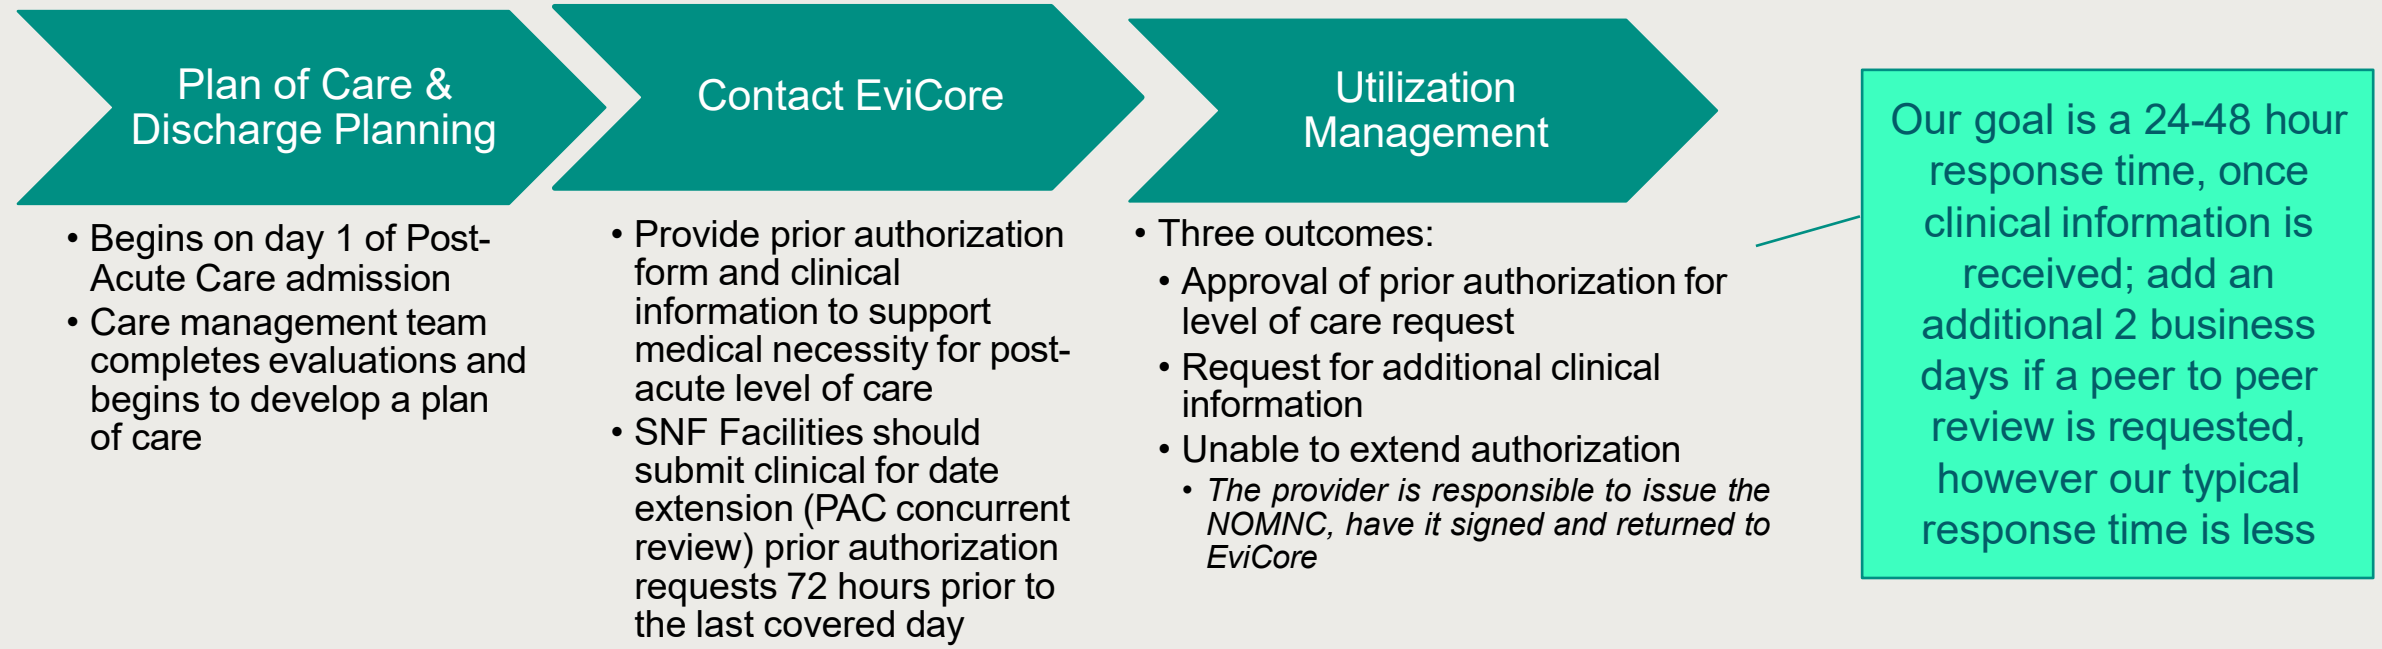 Plan of Care &
Discharge Planning
• Begins on day 1 of Post-
Acute Care admission
• Care management team
completes evaluations and
begins to develop a plan
of care
Contact EviCore
• Provide prior authorization
form and clinical
information to support
medical necessity for post-
acute level of care
• SNF Facilities should
submit clinical for date
extension (PAC concurrent
review) prior authorization
requests 72 hours prior to
the last covered day
Utilization
Management
• Three outcomes:
• Approval of prior authorization for
level of care request
• Request for additional clinical
information
• Unable to extend authorization
• The provider is responsible to issue the
NOMNC, have it signed and returned to
EviCore
Our goal is a 24-48 hour
response time, once
clinical information is
received; add an
additional 2 business
days if a peer to peer
review is requested,
however our typical
response time is less